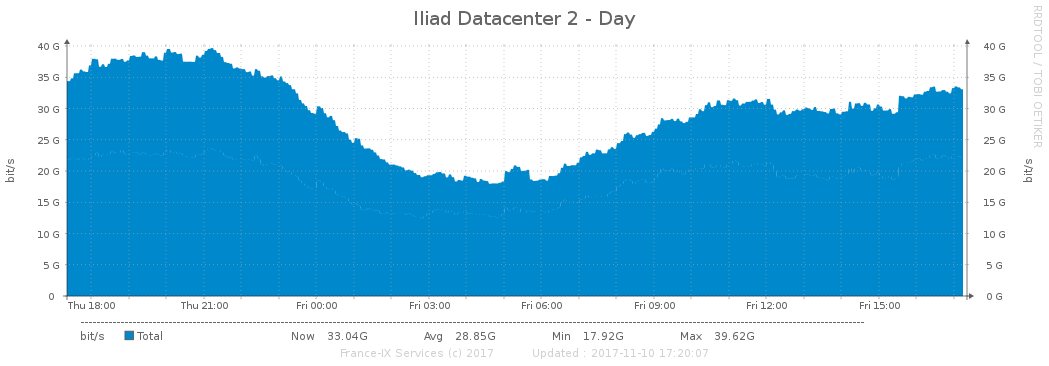 Iliad Datacenter 2 - Day
RRDTOOL / TOBI OETIKER
bit/s
bit/s
40 G 40 G
35 G 35 G
30 G 30 G
25 G 25 G
20 G 20 G
15 G 15 G
10 G 10 G
5 G 5 G
0 0 G
Thu 18:00 Thu 21:00 Fri 00:00 Fri 03:00 Fri 06:00 Fri 09:00 Fri 12:00 Fri 15:00
bit/s Total Now 33.04G Avg 28.85G Min 17.92G Max 39.62G
France-IX Services (c) 2017 Updated : 2017-11-10 17:20:07